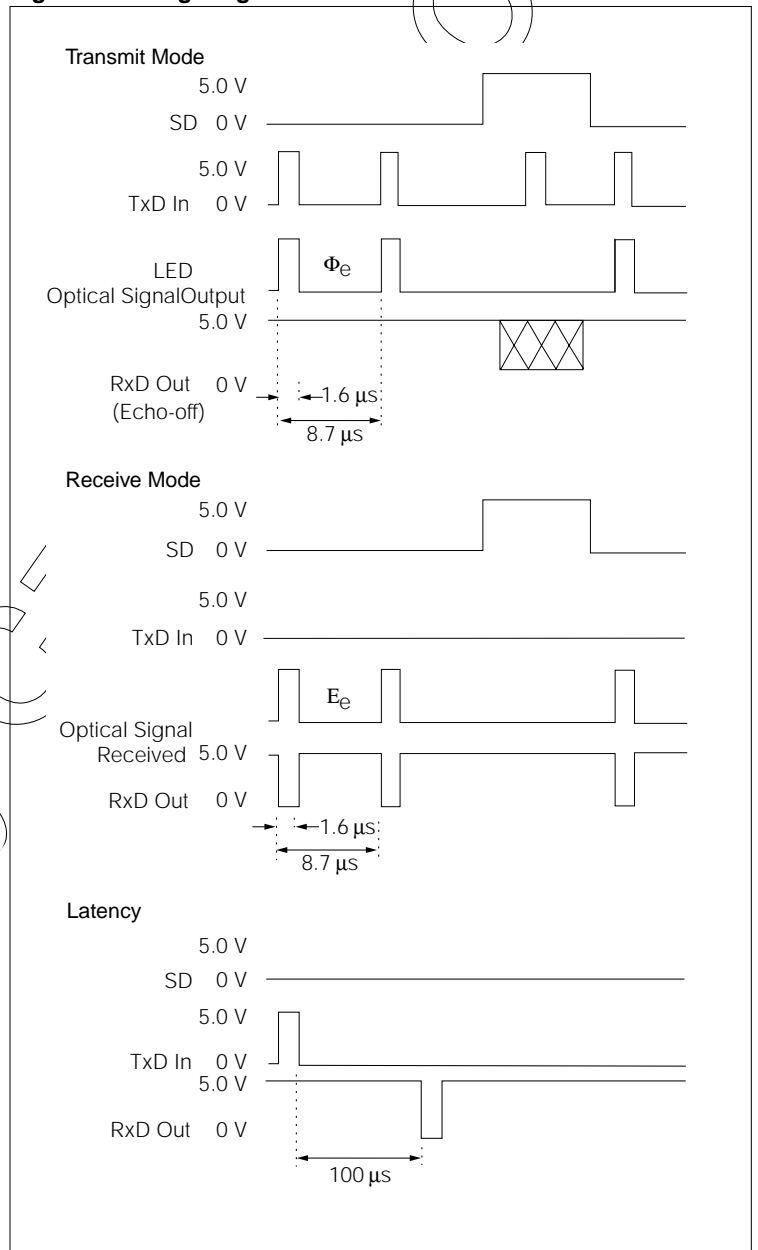 Transmit Mode
5.0 V
SD 0 V
5.0 V
TxD In 0 V
LED
Φe
Optical SignalOutput
5.0 V
RxD Out 0 V
(Echo-off)
1.6 µs
8.7 µs
Receive Mode
5.0 V
SD 0 V
5.0 V
TxD In 0 V
Ee
Optical Signal
Received 5.0 V
RxD Out 0 V
1.6 µs
8.7 µs
Latency
5.0 V
SD 0 V
5.0 V
TxD In 0 V
5.0 V
RxD Out 0 V
100 µs